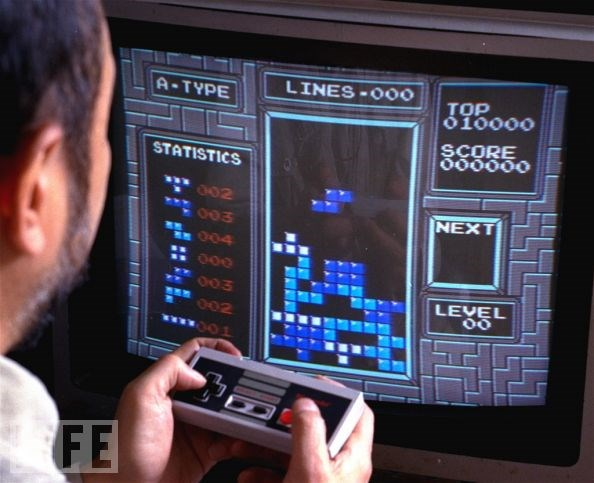 A-TYPE
LINES-000
TOP
010000
SCORE
000000
STATISTICS
002
003
004
000
003
002
001
NEXT
LEVEL
00
LIFE